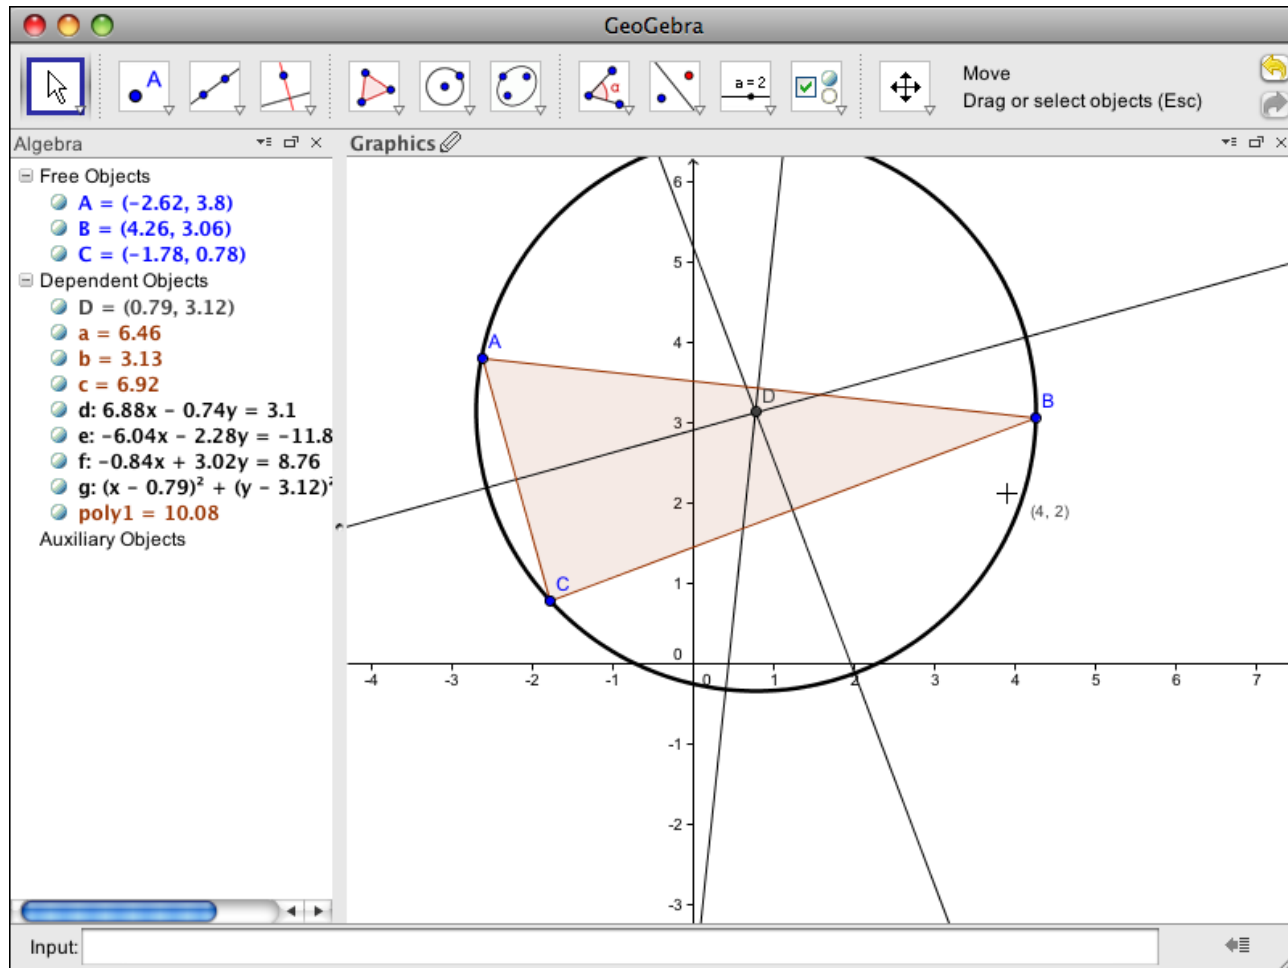 GeoGebra
A
α
a=2
Move
Drag or select objects (Esc)
Algebra
Graphics
Free Objects
A = (-2.62, 3.8)
B = (4.26, 3.06)
C = (-1.78, 0.78)
Dependent Objects
D = (0.79, 3.12)
a = 6.46
b = 3.13
c = 6.92
d: 6.88x - 0.74y = 3.1
e: -6.04x - 2.28y = -11.8
f: -0.84x + 3.02y = 8.76
g: (x - 0.79)² + (y - 3.12)²
poly1 = 10.08
Auxiliary Objects
6
5
4
3
2
1
0
-1
-2
-3
A
D
B
C
(4, 2)
-4 -3 -2 -1 0 1 2 3 4 5 6 7
Input: